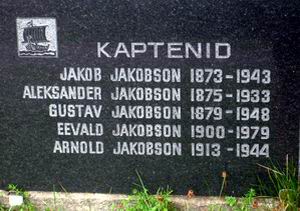 KAPTENID
JAKOB JAKOBSON 1873-1943
ALEKSANDER JAKOBSON 1875-1933
GUSTAV JAKOBSON 1879-1948
EEVALD JAKOBSON 1900-1979
ARNOLD JAKOBSON 1913-1944